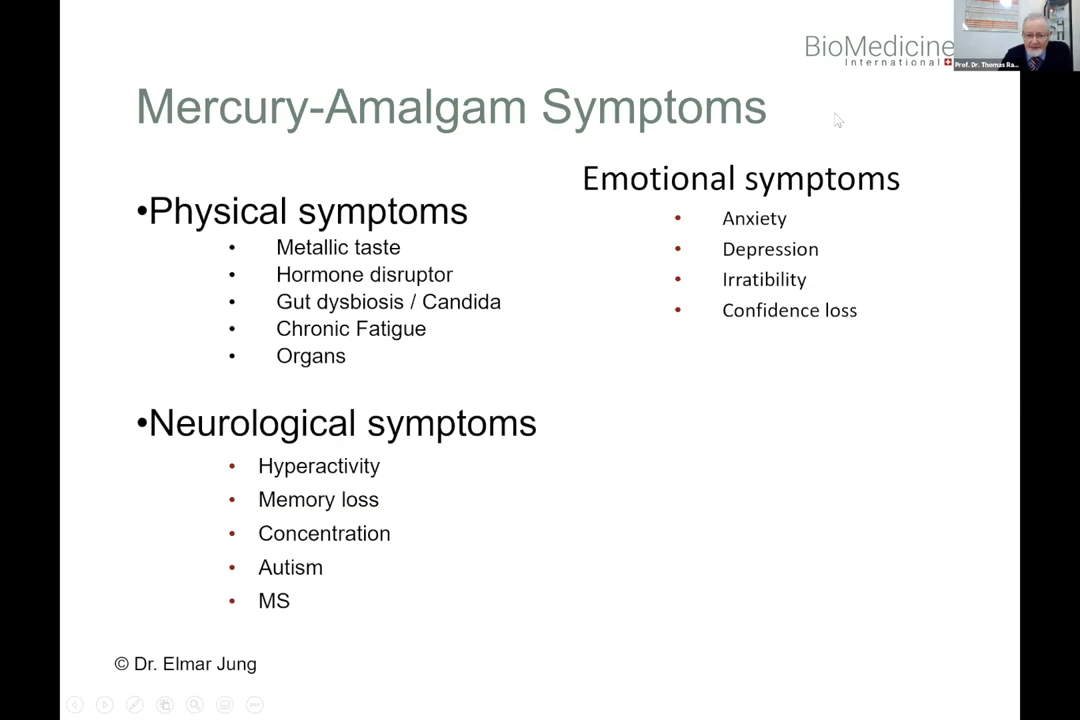 BioMedicine
International
Prof. Dr. Thomas Ra...
Mercury-Amalgam Symptoms
•Physical symptoms
• Metallic taste
• Hormone disruptor
• Gut dysbiosis / Candida
• Chronic Fatigue
• Organs
Emotional symptoms
• Anxiety
• Depression
• Irratibility
• Confidence loss
•Neurological symptoms
• Hyperactivity
• Memory loss
• Concentration
• Autism
• MS
© Dr. Elmar Jung